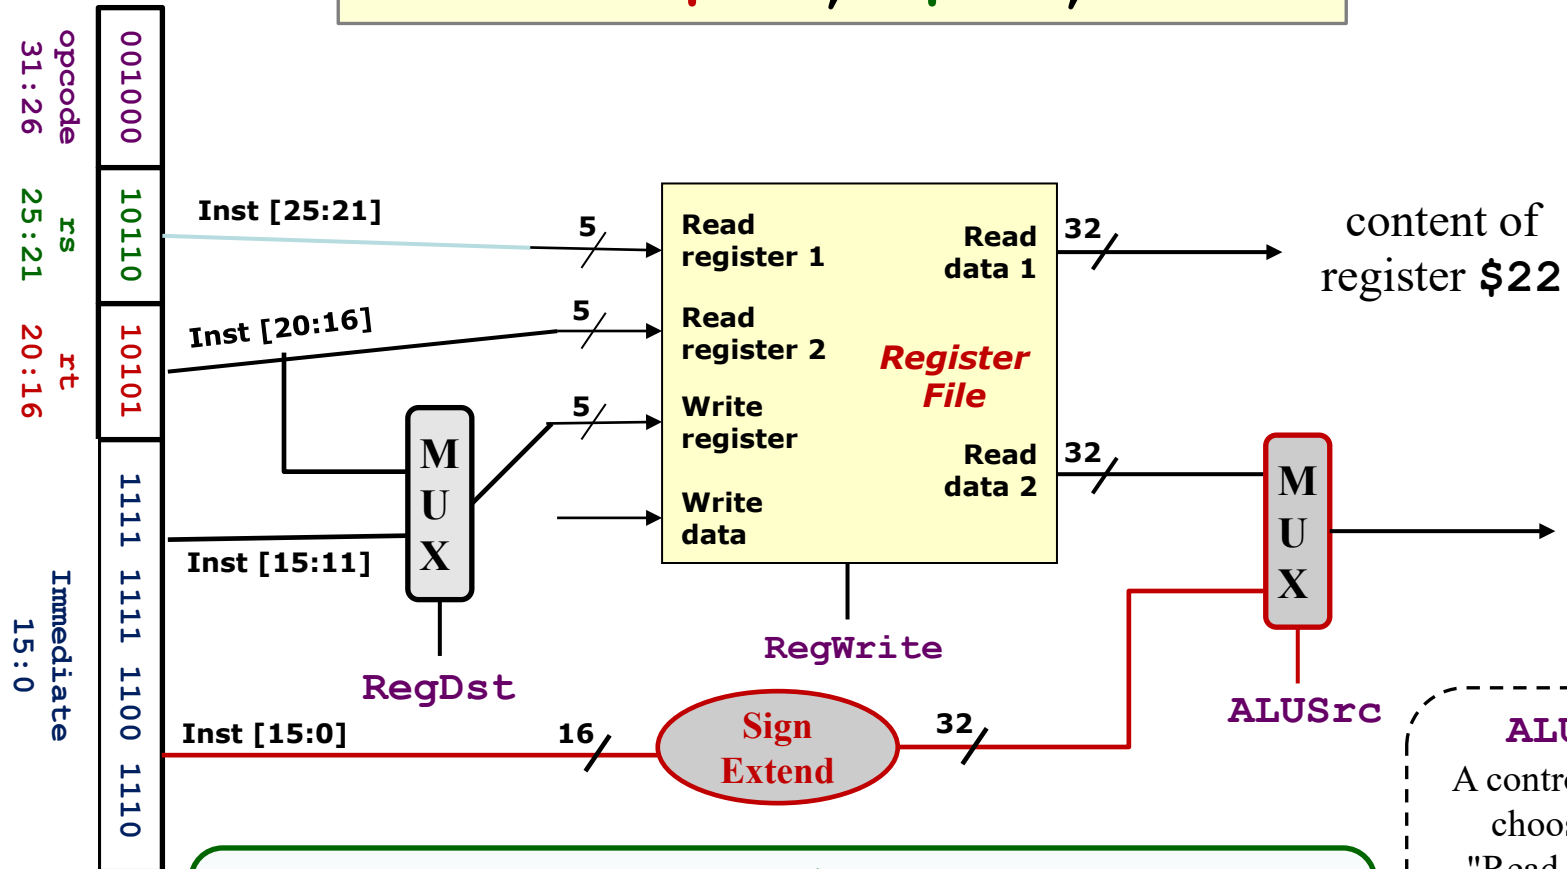 opcode
31:26
001000
rs
25:21
10110
rt
20:16
10101
Immediate
15:0
1111 1111 1100 1110
Inst [25:21]
5
Inst [20:16]
5
5
Inst [15:11]
M
U
X
RegDst
Read
register 1
Read
register 2
Write
register
Write
data
Read
data 1
Register
File
Read
data 2
RegWrite
32
content of
register $22
32
M
U
X
ALUSrc
Inst [15:0]
16
Sign
Extend
32
A
choos
"Read